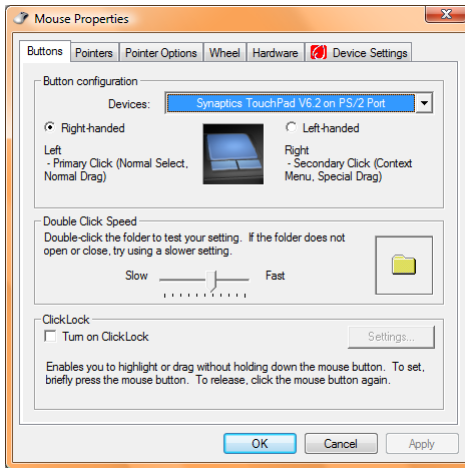 Mouse Properties
Buttons Pointers Pointer Options Wheel Hardware Device Settings
Button configuration
Devices: Synaptics TouchPad V6.2 on PS/2 Port
Right-handed Left-handed
Left Right
- Primary Click (Normal Select, - Secondary Click (Context
Normal Drag) Menu, Special Drag)
Double Click Speed
Double-click the folder to test your setting. If the folder does not
open or close, try using a slower setting.
Slow Fast
ClickLock
Turn on ClickLock Settings...
Enables you to highlight or drag without holding down the mouse button. To set,
briefly press the mouse button. To release, click the mouse button again.
OK Cancel Apply